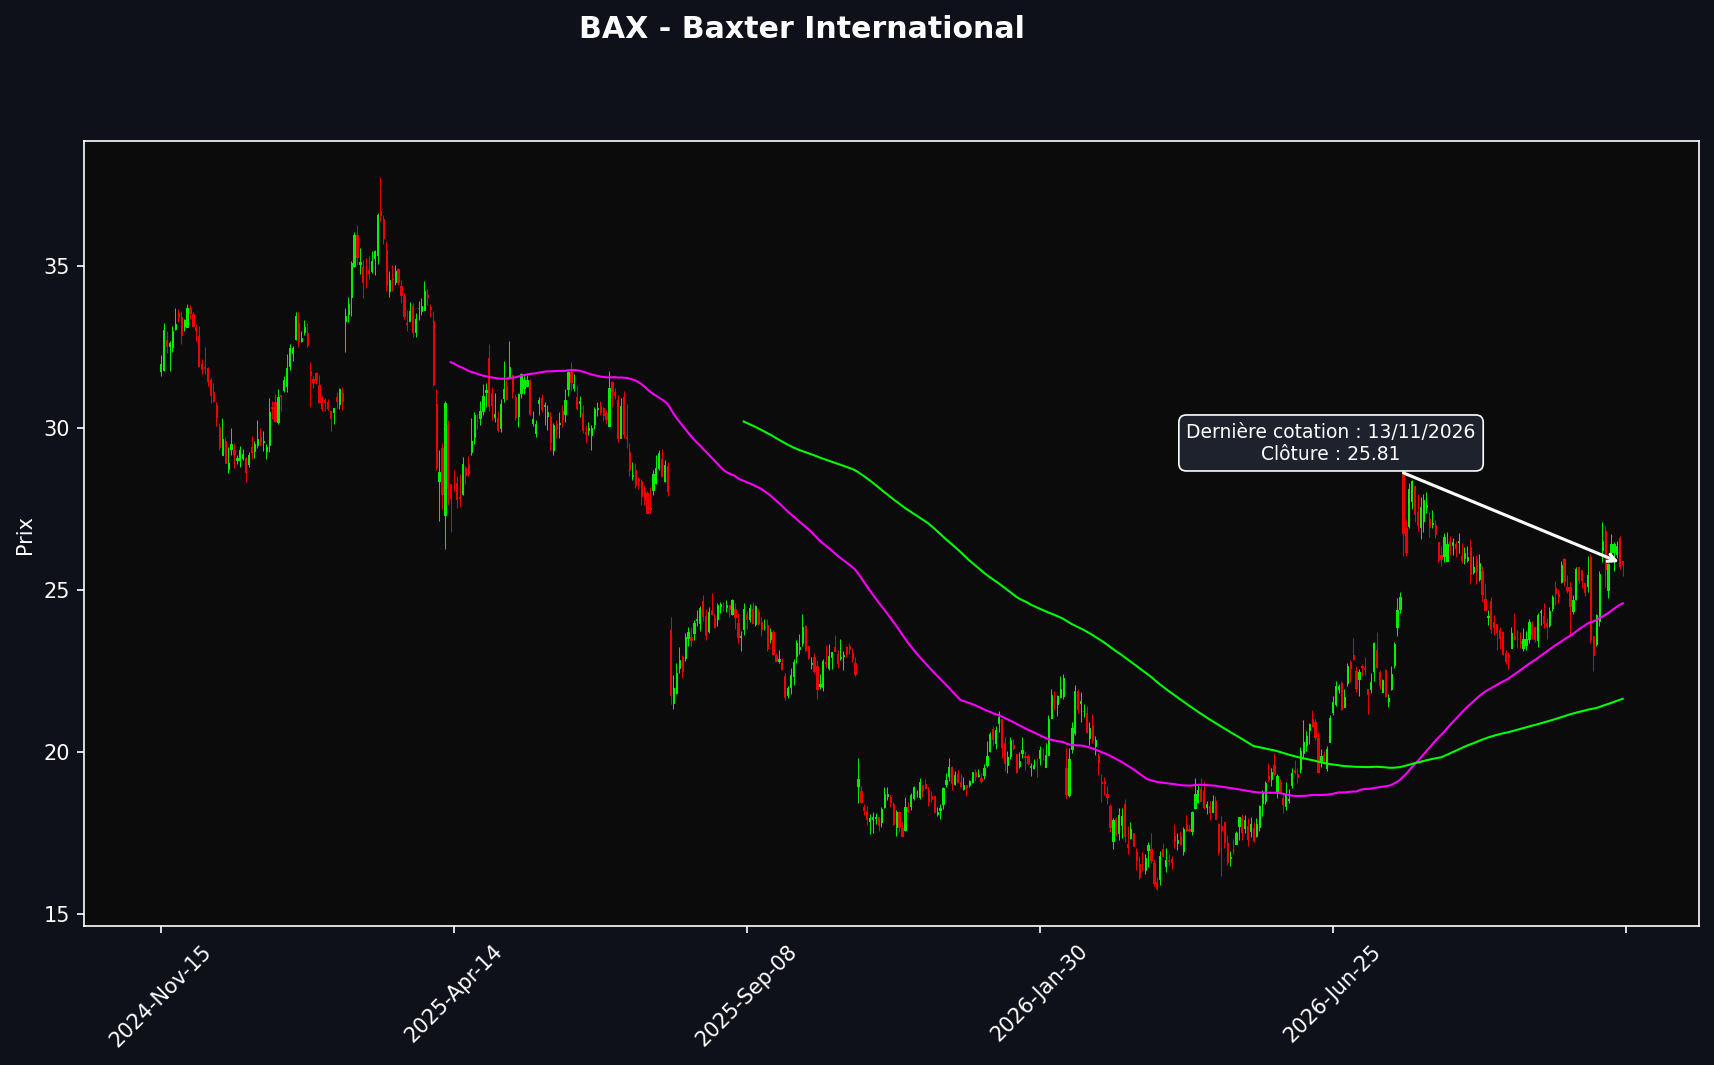 BAX - Baxter International
Prix
35
30
25
20
15
Dernière cotation : 13/11/2026
Clôture : 25.81
2024-Nov-15
2025-Apr-14
2025-Sep-08
2026-Jan-30
2026-Jun-25